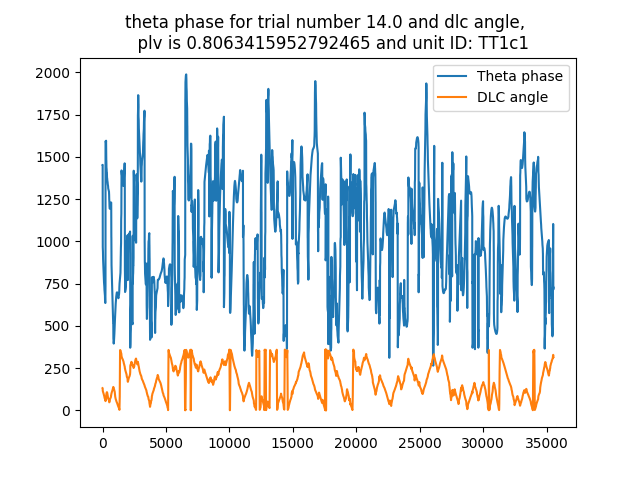 theta phase for trial number 14.0 and dlc angle,
plv is 0.8063415952792465 and unit ID: TT1c1
Theta phase
DLC angle
2000
1750
1500
1250
1000
750
500
250
0
0 5000 10000 15000 20000 25000 30000 35000